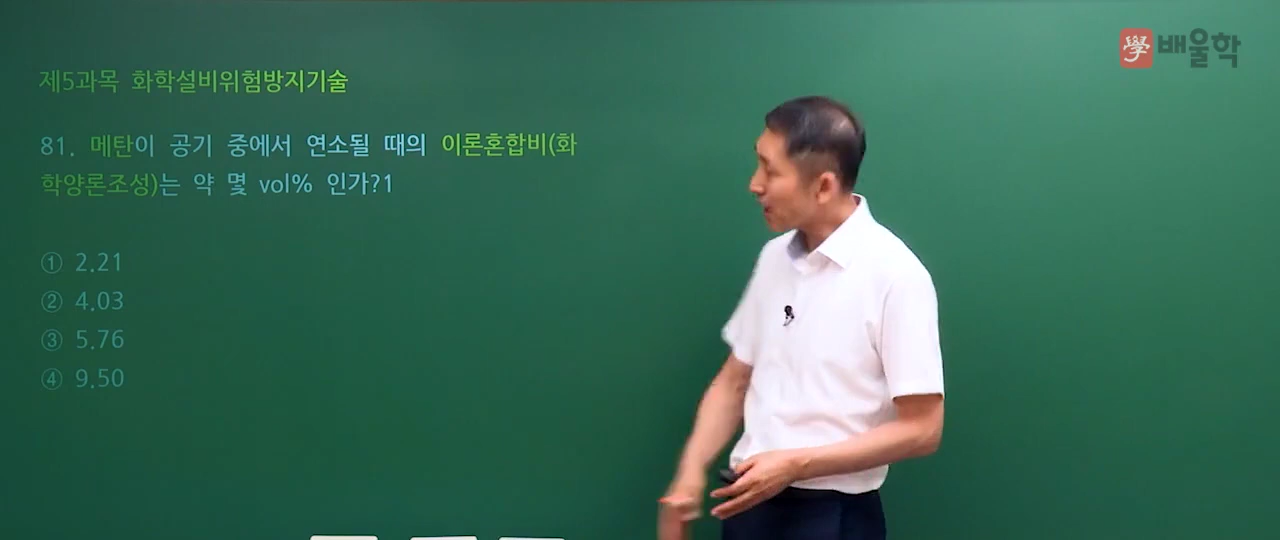 學 배울학
제5과목 화학설비위험방지기술
81. 메탄이 공기 중에서 연소될 때의 이론혼합비(화
학양론조성)는 약 몇 vol% 인가?1
① 2.21
② 4.03
③ 5.76
④ 9.50